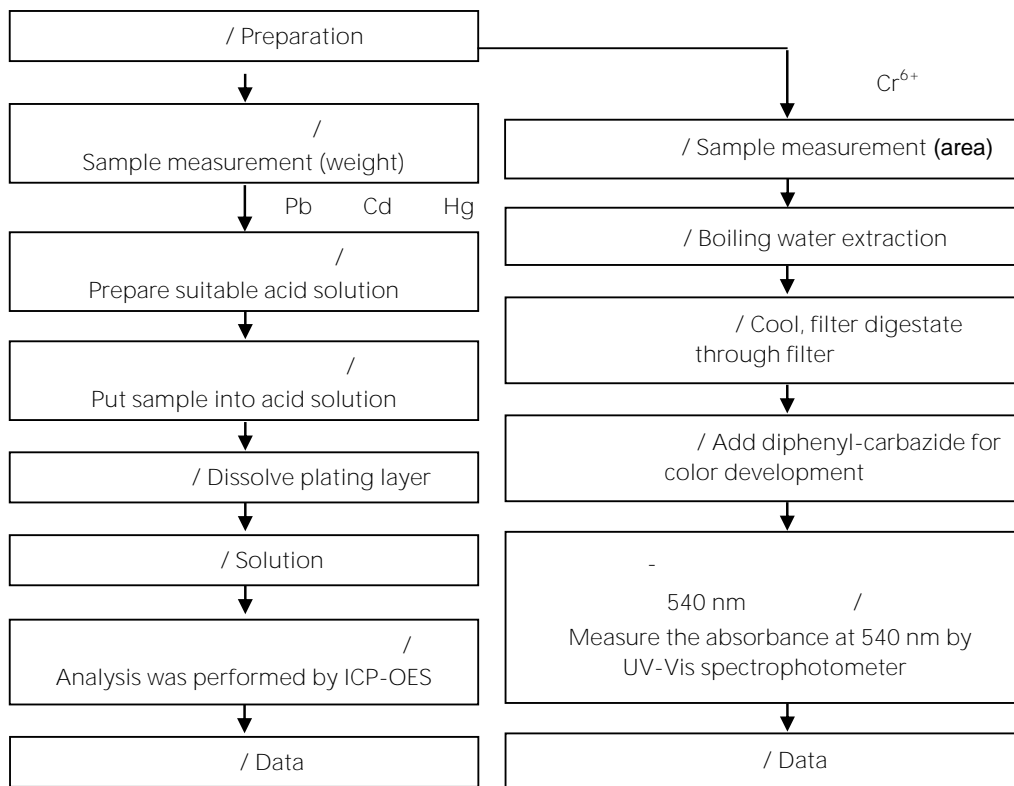 / Preparation
/
Sample measurement (weight)
Pb Cd Hg
/
Prepare suitable acid solution
/
Put sample into acid solution
/ Dissolve plating layer
/ Solution
/
Analysis was performed by ICP-OES
/ Data
Cr⁶⁺
/ Sample measurement (area)
/ Boiling water extraction
/ Cool, filter digestate
through filter
/ Add diphenyl-carbazide for
color development
-
540 nm /
Measure the absorbance at 540 nm by
UV-Vis spectrophotometer
/ Data